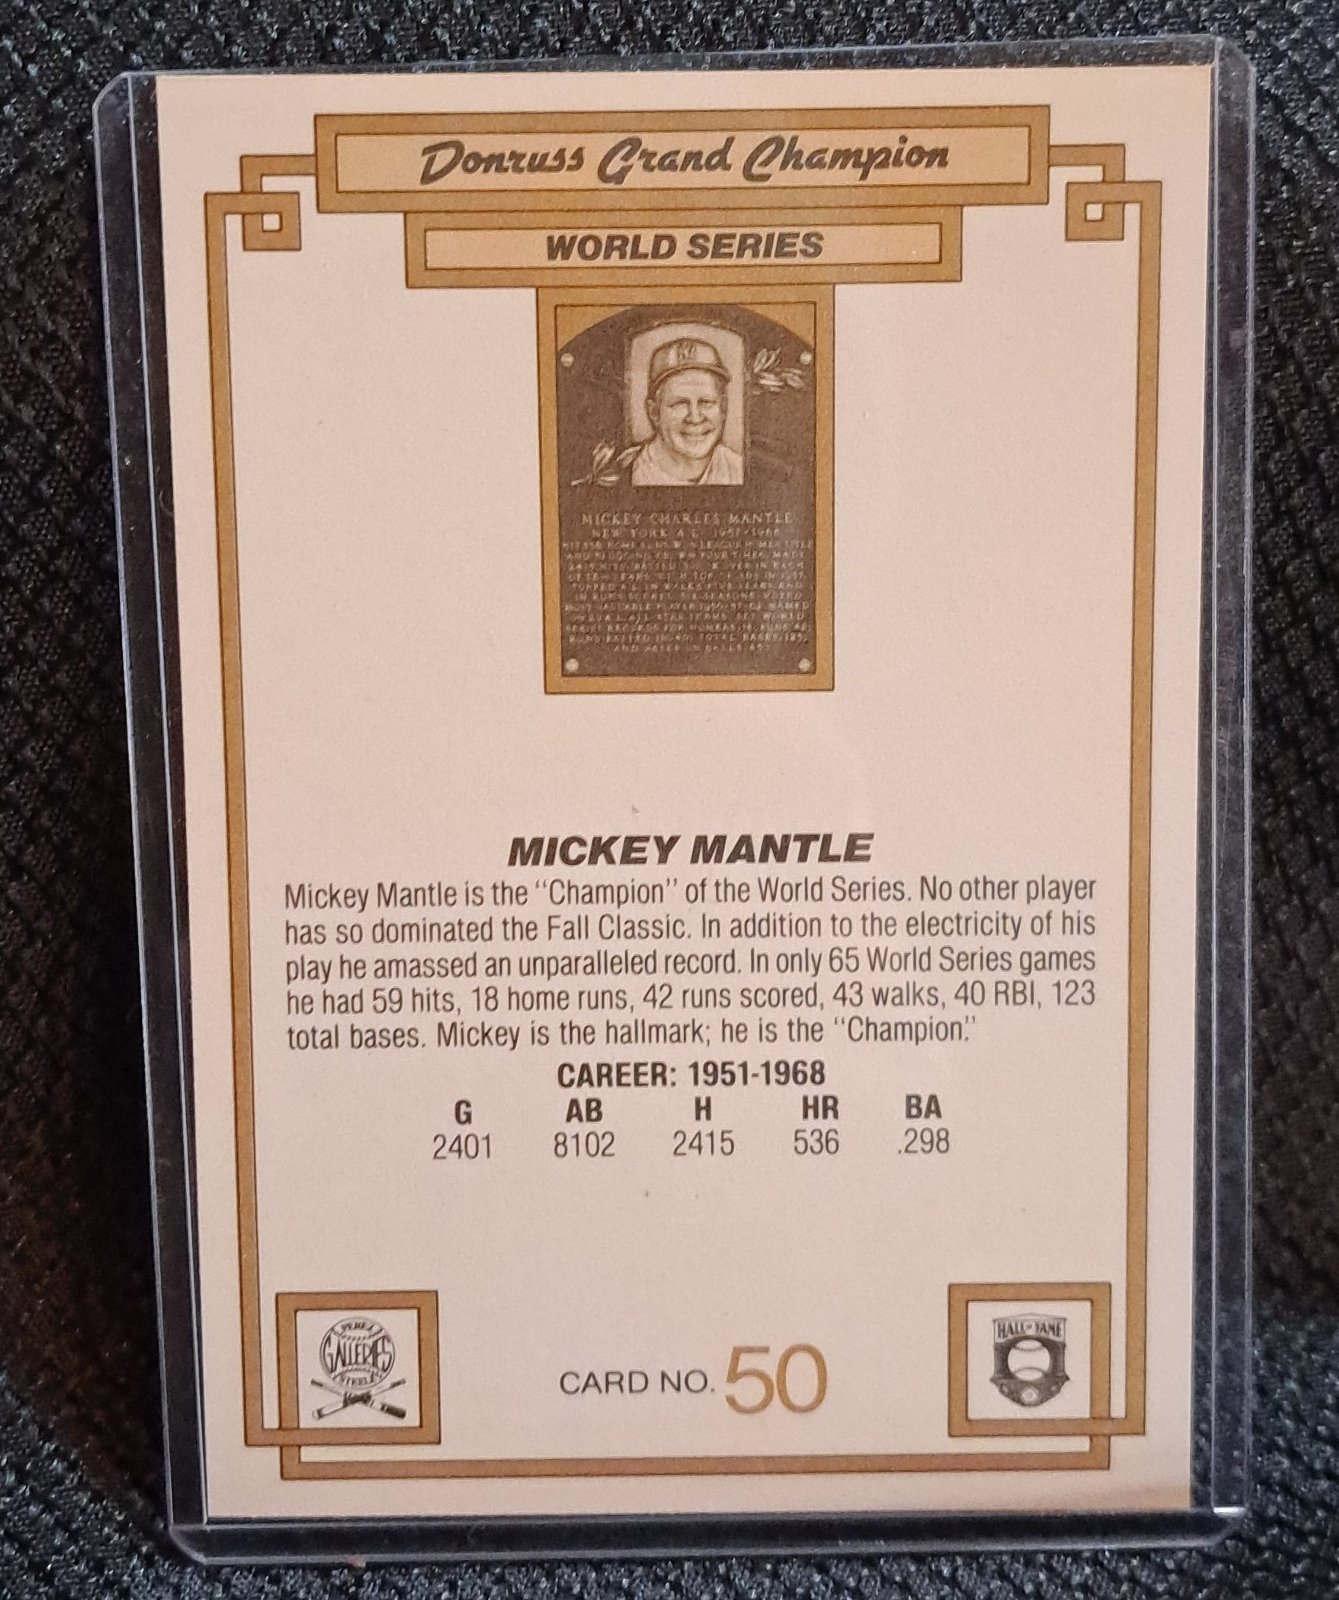 Donruss Grand Champion
WORLD SERIES
MICKEY CHARLES MANTLE
NEW YORK A.L. 1951-1968
MICKEY MANTLE
Mickey Mantle is the "Champion" of the World Series. No other player
has so dominated the Fall Classic. In addition to the electricity of his
play he amassed an unparalleled record. In only 65 World Series games
he had 59 hits, 18 home runs, 42 runs scored, 43 walks, 40 RBI, 123
total bases. Mickey is the hallmark; he is the "Champion."
CAREER: 1951-1968
G AB H HR BA
2401 8102 2415 536 .298
PEREZ
GALLERIES
STEELE
CARD NO. 50
HALL OF FAME